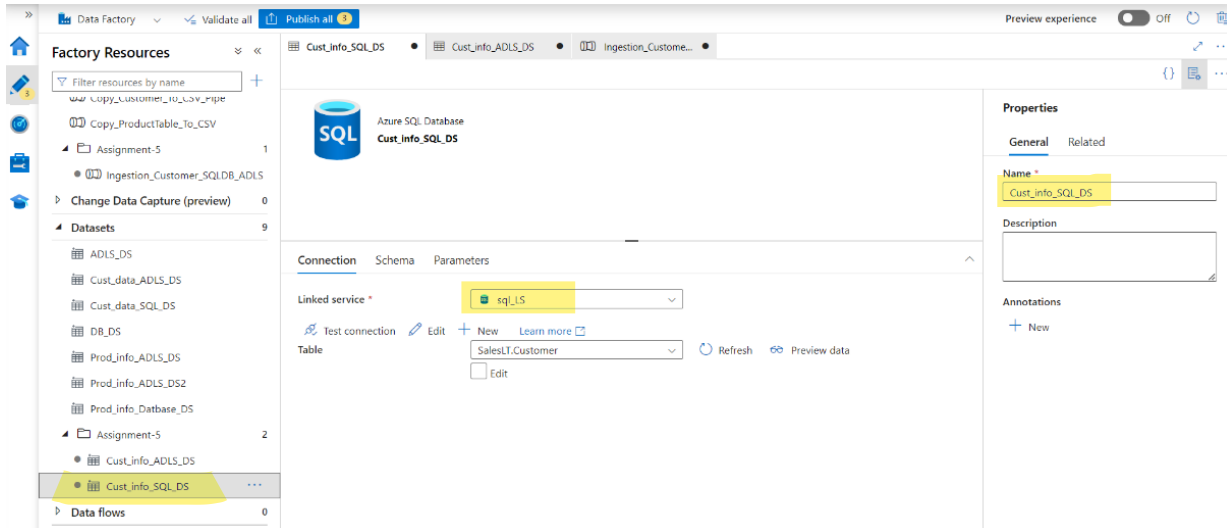 Data Factory
Validate all
Publish all 3
Preview experience
Off
Factory Resources
Filter resources by name
Copy_Customer_To_CSV_Pipe
Copy_ProductTable_To_CSV
Assignment-5 1
Ingestion_Customer_SQLDB_ADLS
Change Data Capture (preview) 0
Datasets 9
ADLS_DS
Cust_data_ADLS_DS
Cust_data_SQL_DS
DB_DS
Prod_info_ADLS_DS
Prod_info_ADLS_DS2
Prod_info_Datbase_DS
Assignment-5 2
Cust_info_ADLS_DS
Cust_info_SQL_DS
Data flows 0
3
Cust_info_SQL_DS
Cust_info_ADLS_DS
Ingestion_Custome...
SQL
Azure SQL Database
Cust_info_SQL_DS
Connection Schema Parameters
Linked service *
sql_LS
Test connection Edit New Learn more
Table
SalesLT.Customer
Refresh Preview data
Edit
Properties
General Related
Name *
Cust_info_SQL_DS
Description
Annotations
New